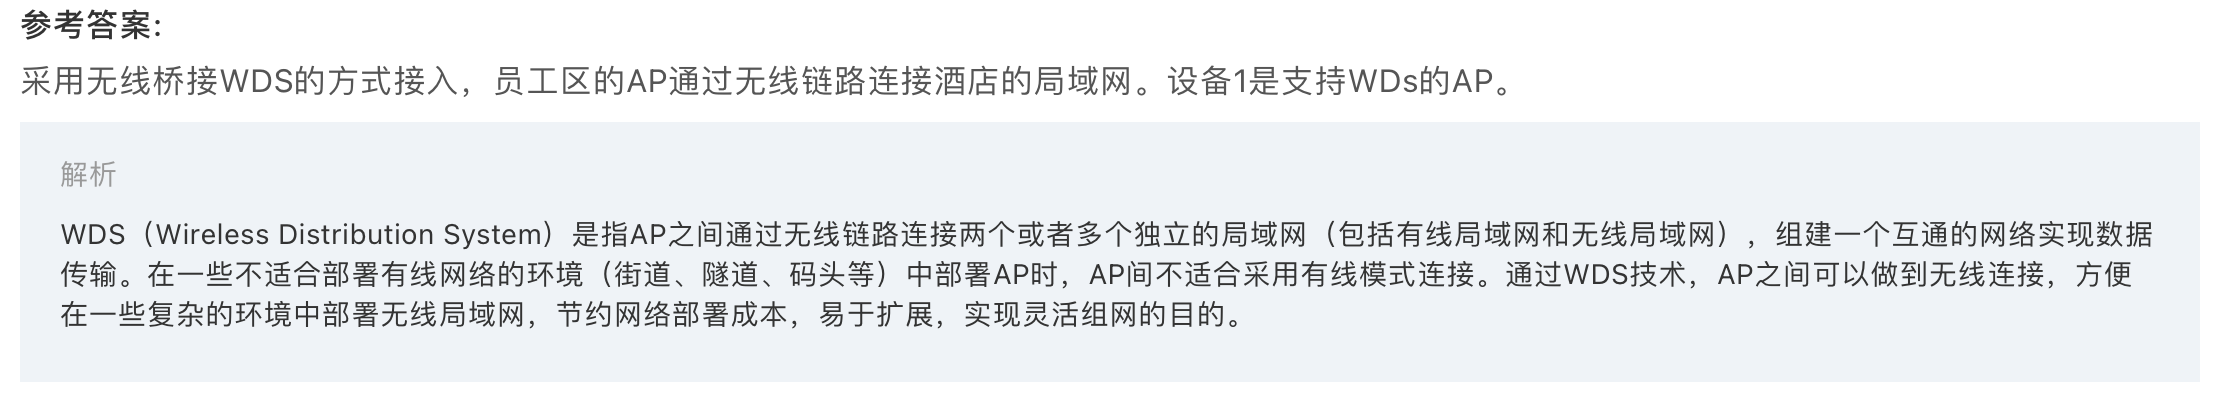 参考答案:
采用无线桥接WDS的方式接入，员工区的AP通过无线链路连接酒店的局域网。设备1是支持WDs的AP。
解析
WDS（Wireless Distribution System）是指AP之间通过无线链路连接两个或者多个独立的局域网（包括有线局域网和无线局域网），组建一个互通的网络实现数据
传输。在一些不适合部署有线网络的环境（街道、隧道、码头等）中部署AP时，AP间不适合采用有线模式连接。通过WDS技术，AP之间可以做到无线连接，方便
在一些复杂的环境中部署无线局域网，节约网络部署成本，易于扩展，实现灵活组网的目的。